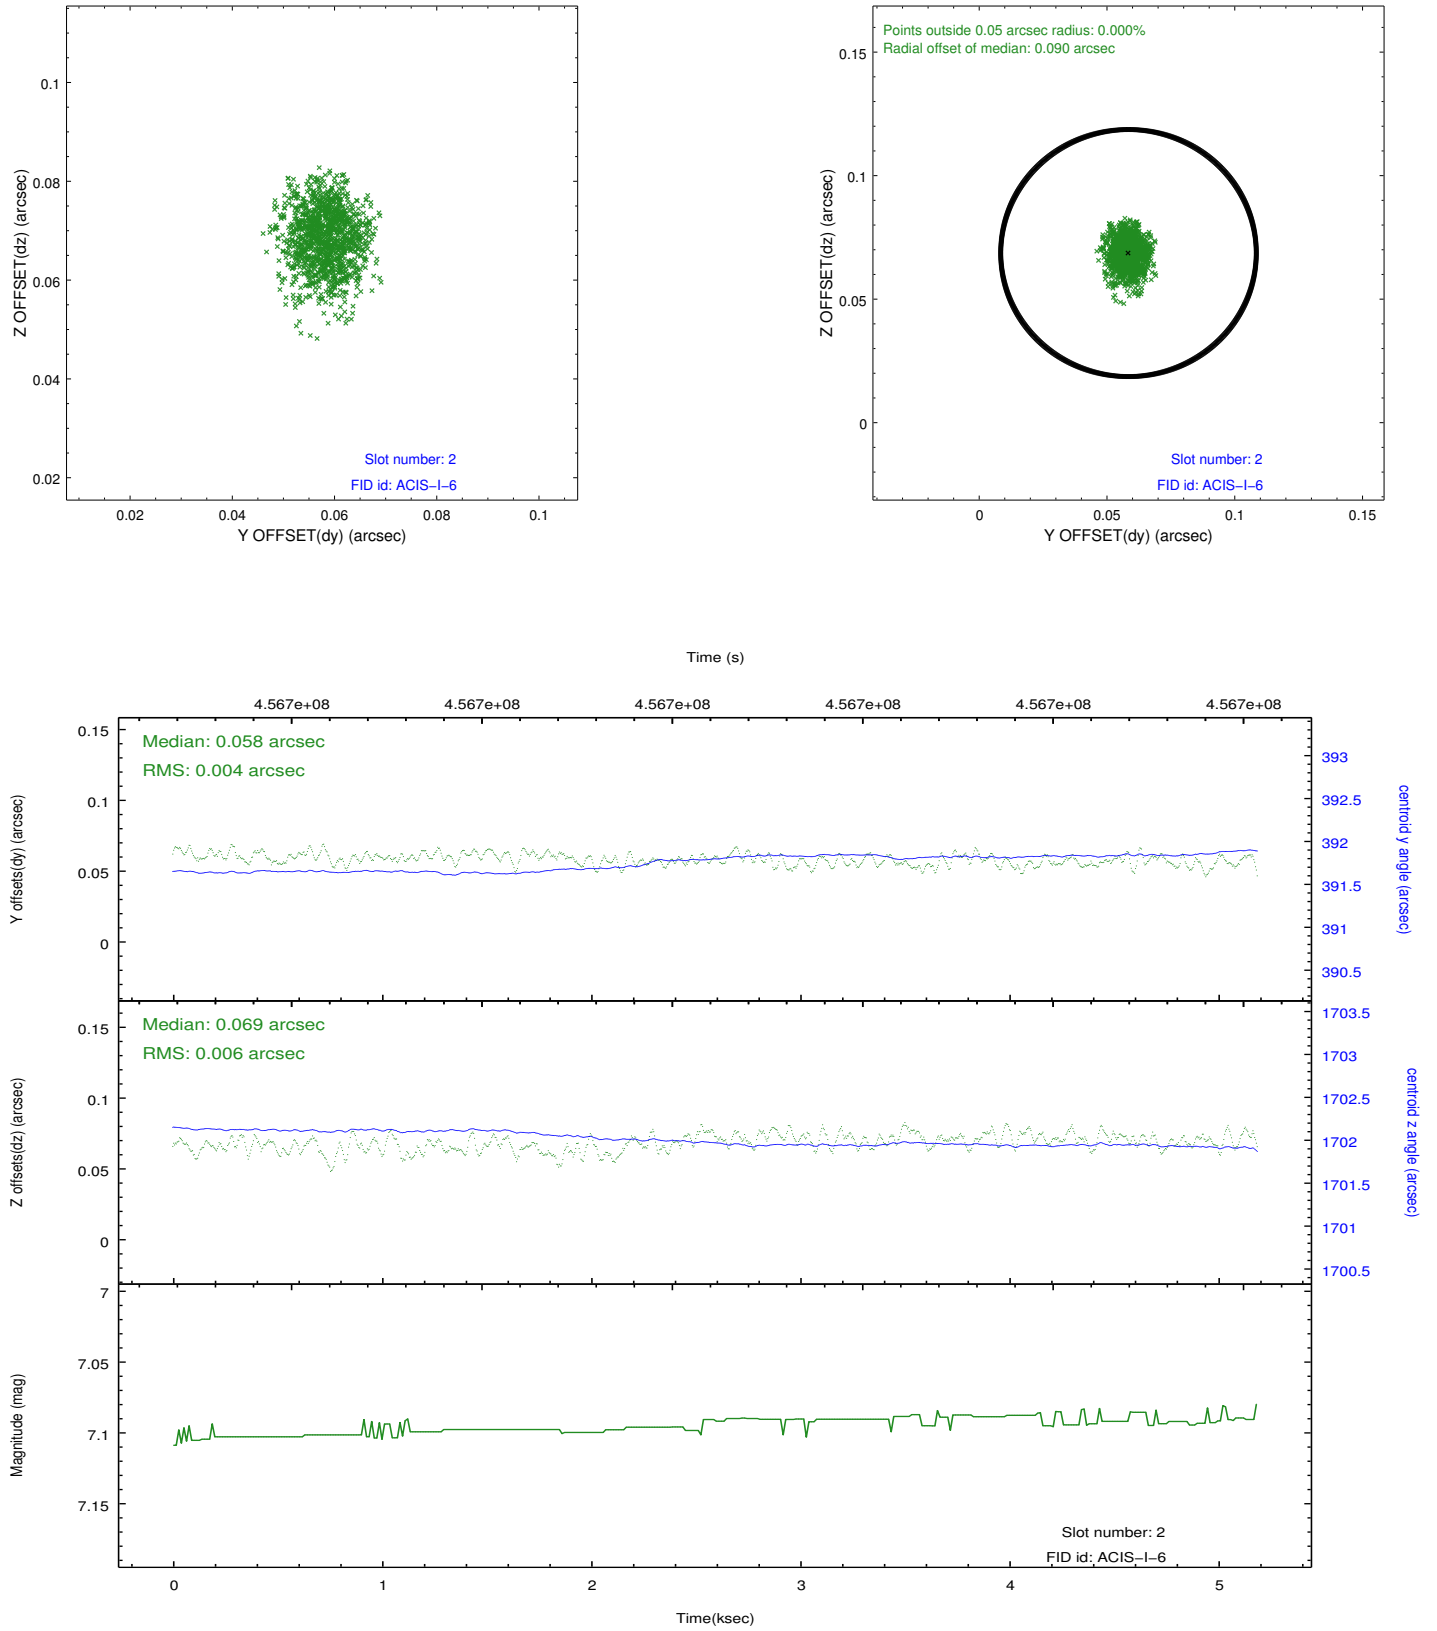 0.1
0.08
0.06
0.04
0.02
Z OFFSET(dz) (arcsec)
Slot number: 2
FID id: ACIS−I−6
0.02 0.04 0.06 0.08 0.1
Y OFFSET(dy) (arcsec)
Points outside 0.05 arcsec radius: 0.000%
Radial offset of median: 0.090 arcsec
0.15
0.1
0.05
0
Z OFFSET(dz) (arcsec)
Slot number: 2
FID id: ACIS−I−6
0 0.05 0.1 0.15
Y OFFSET(dy) (arcsec)
Time (s)
4.567e+08 4.567e+08 4.567e+08 4.567e+08 4.567e+08 4.567e+08
Median: 0.058 arcsec
RMS: 0.004 arcsec
0.15
0.1
0.05
0
Y offsets(dy) (arcsec)
393
392.5
392
391.5
391
390.5
centroid y angle (arcsec)
Median: 0.069 arcsec
RMS: 0.006 arcsec
0.15
0.1
0.05
0
Z offsets(dz) (arcsec)
1703.5
1703
1702.5
1702
1701.5
1701
1700.5
centroid z angle (arcsec)
7
7.05
7.1
7.15
Magnitude (mag)
Slot number: 2
FID id: ACIS−I−6
0 1 2 3 4 5
Time(ksec)